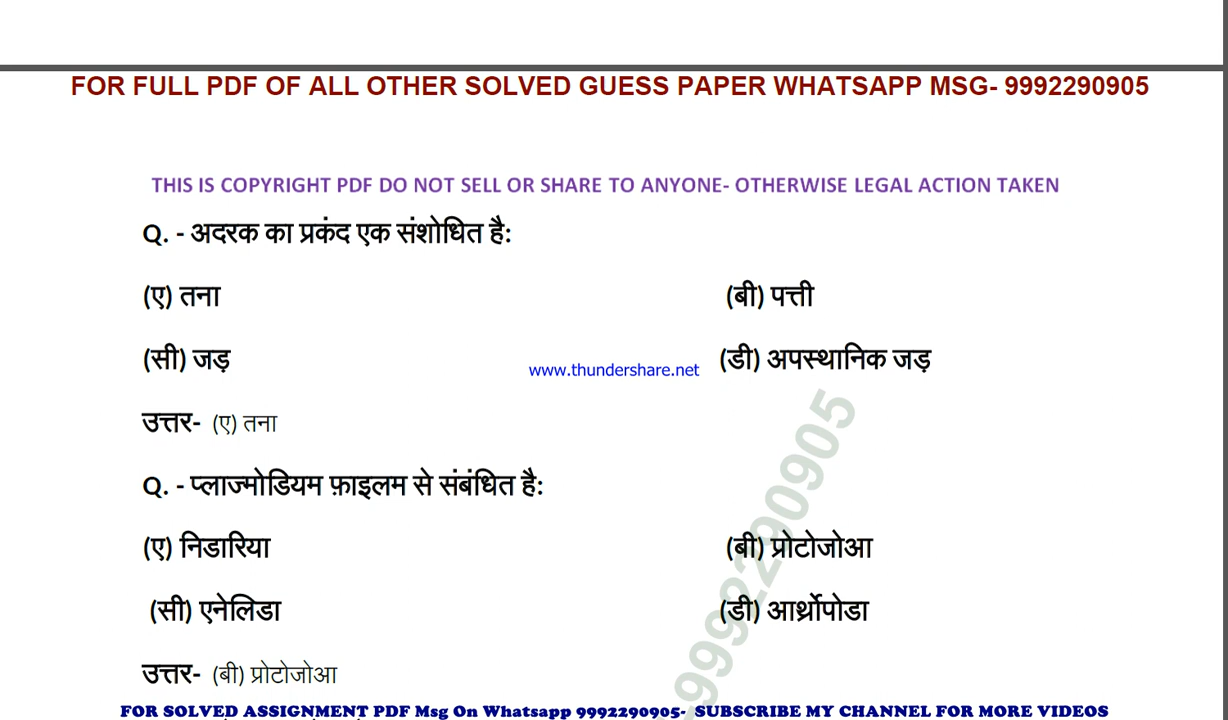 FOR FULL PDF OF ALL OTHER SOLVED GUESS PAPER WHATSAPP MSG- 9992290905
THIS IS COPYRIGHT PDF DO NOT SELL OR SHARE TO ANYONE- OTHERWISE LEGAL ACTION TAKEN
Q. - अदरक का प्रकंद एक संशोधित है:
(ए) तना (बी) पत्ती
(सी) जड़ (डी) अपस्थानिक जड़
www.thundershare.net
उत्तर- (ए) तना
Q. - प्लाज्मोडियम फ़ाइलम से संबंधित है:
(ए) निडारिया (बी) प्रोटोजोआ
(सी) एनेलिडा (डी) आर्थ्रोपोडा
उत्तर- (बी) प्रोटोजोआ
9992290905
FOR SOLVED ASSIGNMENT PDF Msg On Whatsapp 9992290905- SUBSCRIBE MY CHANNEL FOR MORE VIDEOS